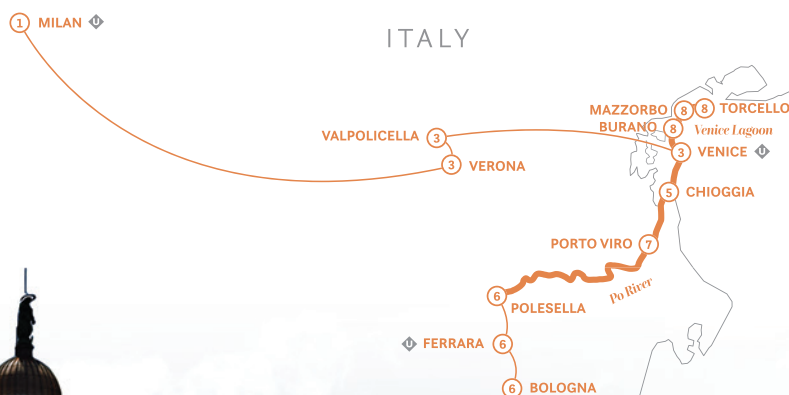 ITALY
1 MILAN U
MAZZORBO 8 8 TORCELLO
BURANO 8 Venice Lagoon
VALPOLICELLA 3
3 VENICE U
3 VERONA
5 CHIOGGIA
PORTO VIRO 7
Po River
6
POLESELLA
U FERRARA 6
6 BOLOGNA